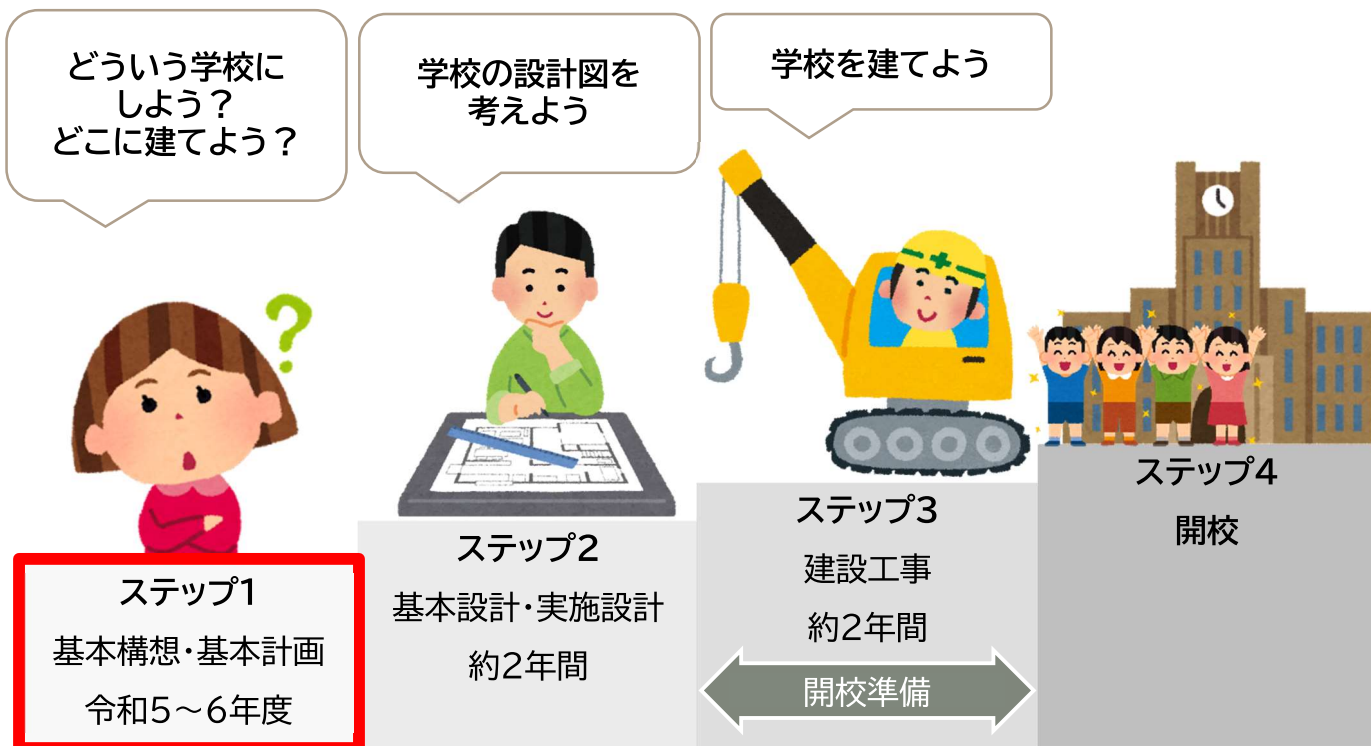 どういう学校に
しよう？
どこに建てよう？
学校の設計図を
考えよう
学校を建てよう
ステップ1
基本構想・基本計画
令和5～6年度
ステップ2
基本設計・実施設計
約2年間
ステップ3
建設工事
約2年間
開校準備
ステップ4
開校